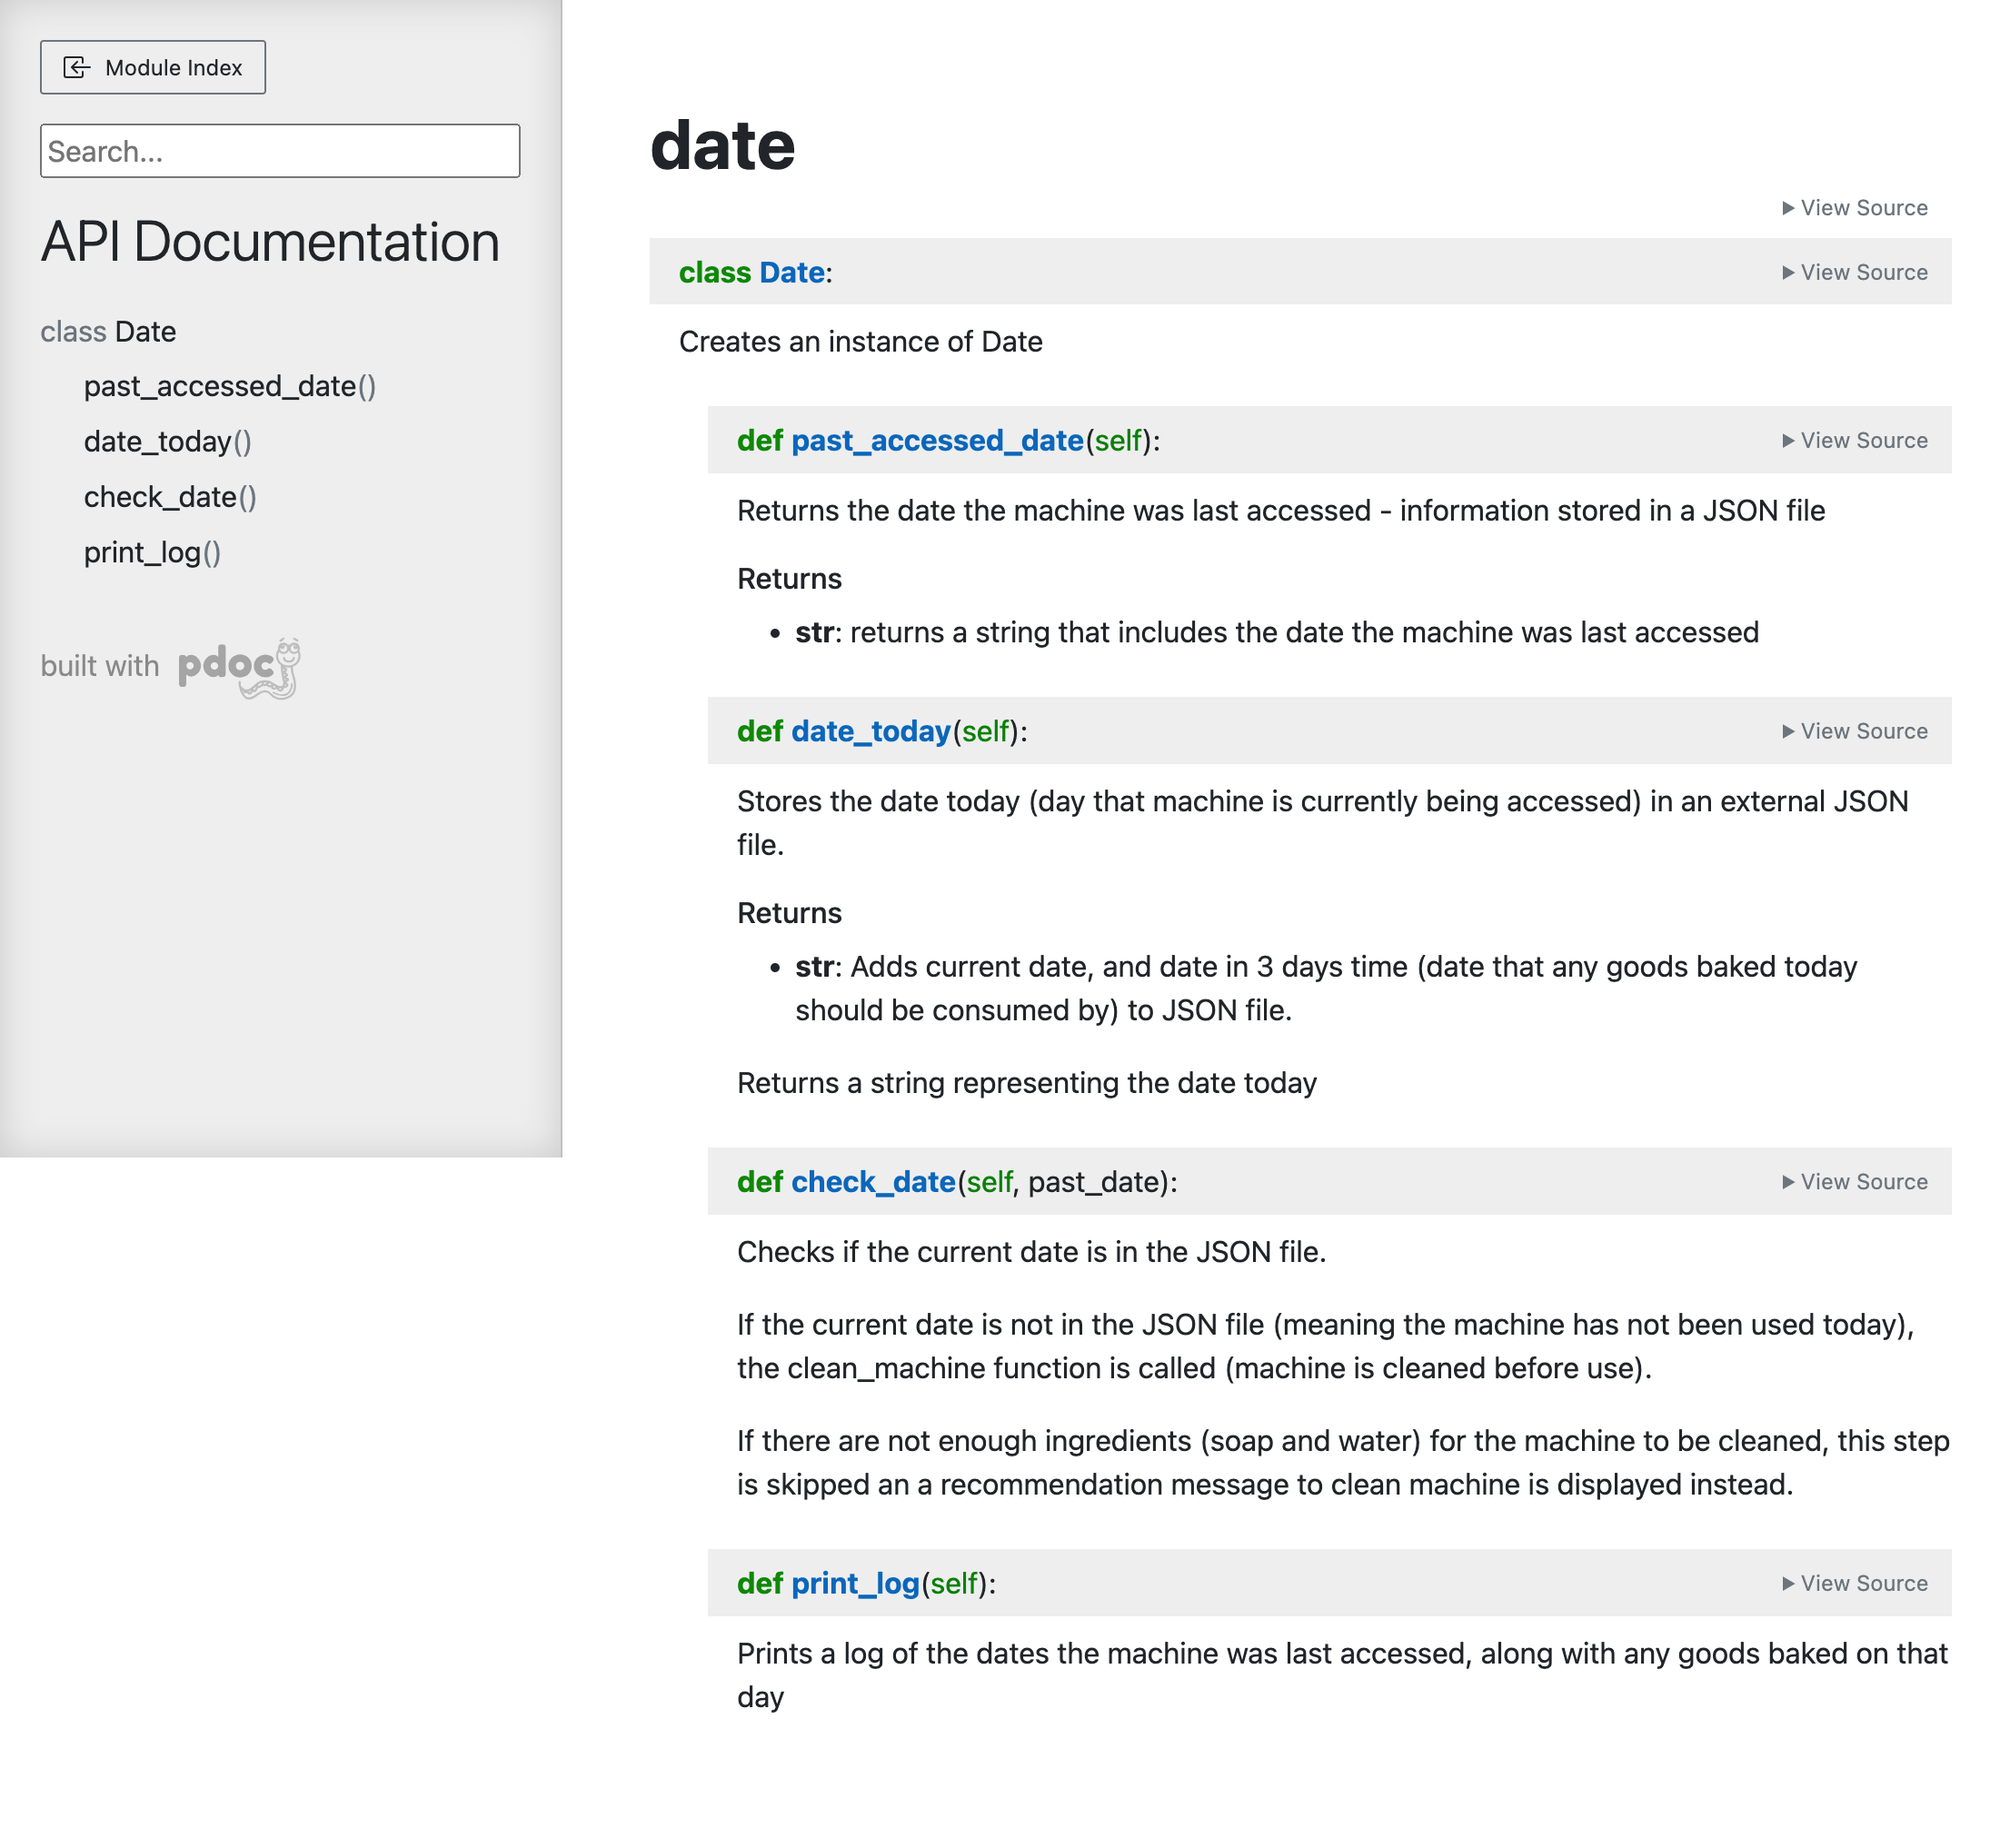 Module Index
Search...
API Documentation
class Date
past_accessed_date()
date_today()
check_date()
print_log()
built with pdoc
date
View Source
class Date: View Source
Creates an instance of Date
def past_accessed_date(self): View Source
Returns the date the machine was last accessed - information stored in a JSON file
Returns
• str: returns a string that includes the date the machine was last accessed
def date_today(self): View Source
Stores the date today (day that machine is currently being accessed) in an external JSON
file.
Returns
• str: Adds current date, and date in 3 days time (date that any goods baked today
should be consumed by) to JSON file.
Returns a string representing the date today
def check_date(self, past_date): View Source
Checks if the current date is in the JSON file.
If the current date is not in the JSON file (meaning the machine has not been used today),
the clean_machine function is called (machine is cleaned before use).
If there are not enough ingredients (soap and water) for the machine to be cleaned, this step
is skipped an a recommendation message to clean machine is displayed instead.
def print_log(self): View Source
Prints a log of the dates the machine was last accessed, along with any goods baked on that
day